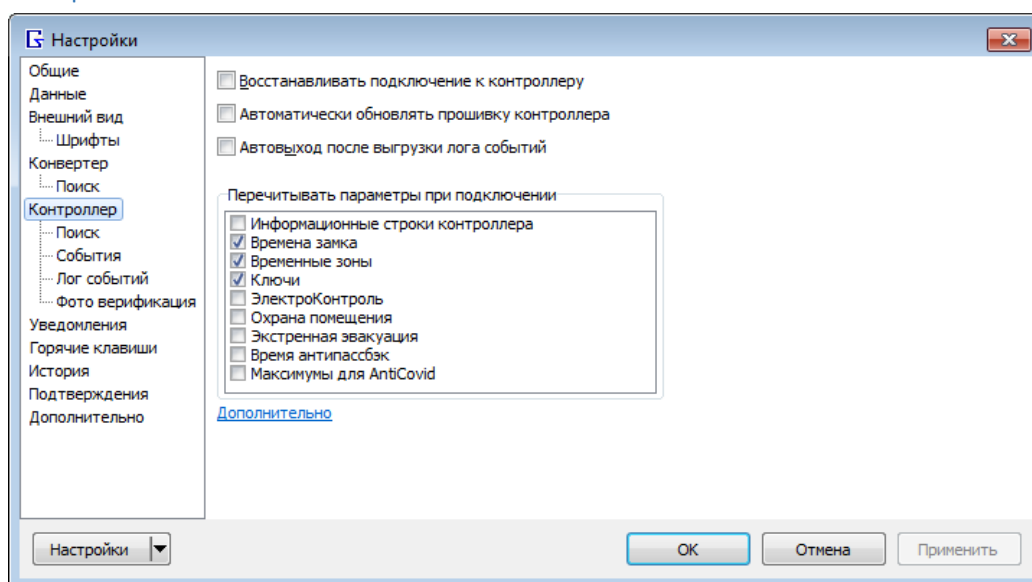 Настройки
Общие
Данные
Внешний вид
Шрифты
Конвертер
Поиск
Контроллер
Поиск
События
Лог событий
Фото верификация
Уведомления
Горячие клавиши
История
Подтверждения
Дополнительно
Восстанавливать подключение к контроллеру
Автоматически обновлять прошивку контроллера
Автовыход после выгрузки лога событий
Перечитывать параметры при подключении
Информационные строки контроллера
Времена замка
Временные зоны
Ключи
ЭлектроКонтроль
Охрана помещения
Экстренная эвакуация
Время антипассбэк
Максимумы для AntiCovid
Дополнительно
Настройки
OK
Отмена
Применить